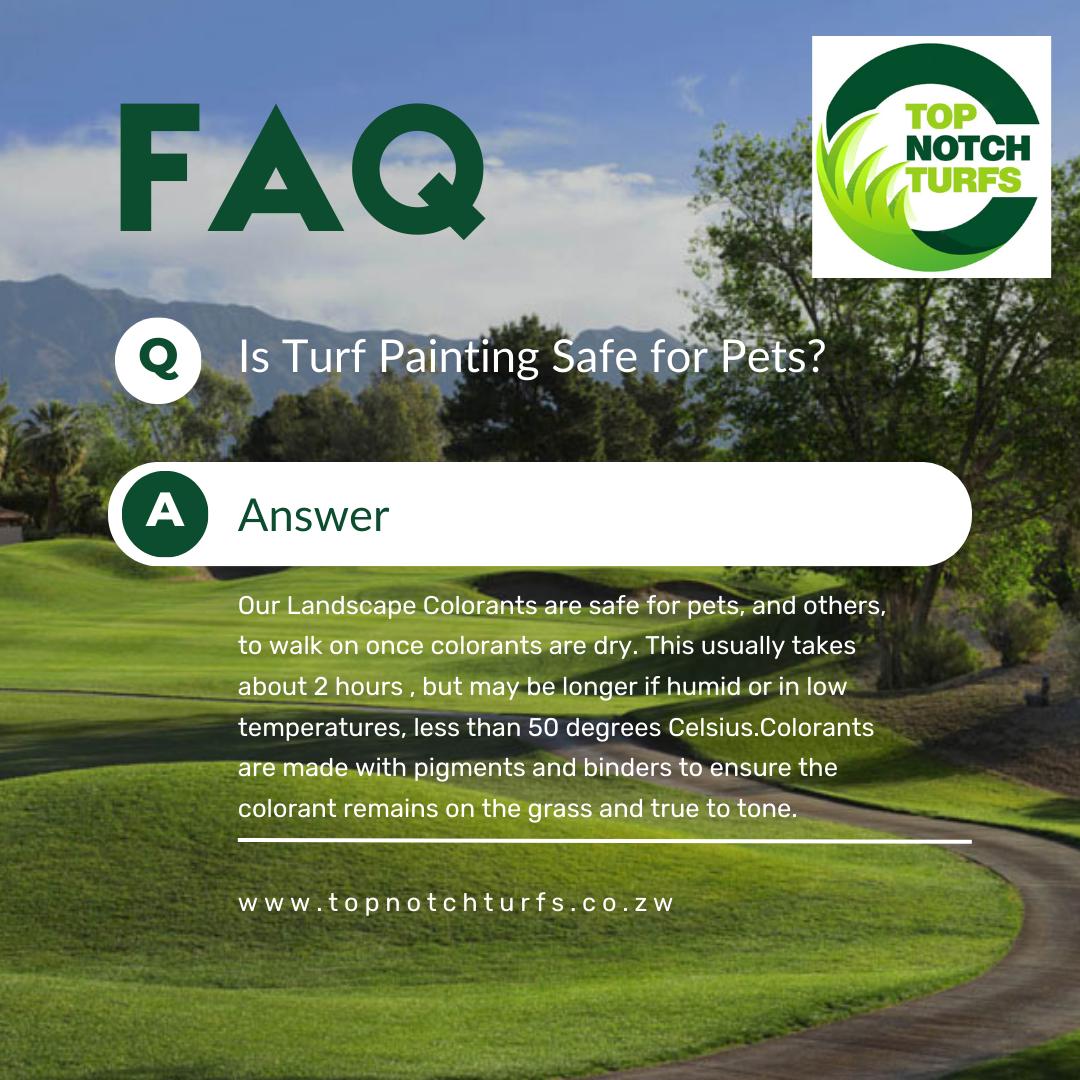 FAQ
TOP
NOTCH
TURFS
Q Is Turf Painting Safe for Pets?
A Answer
Our Landscape Colorants are safe for pets, and others,
to walk on once colorants are dry. This usually takes
about 2 hours , but may be longer if humid or in low
temperatures, less than 50 degrees Celsius.Colorants
are made with pigments and binders to ensure the
colorant remains on the grass and true to tone.
www.topnotchturfs.co.zw